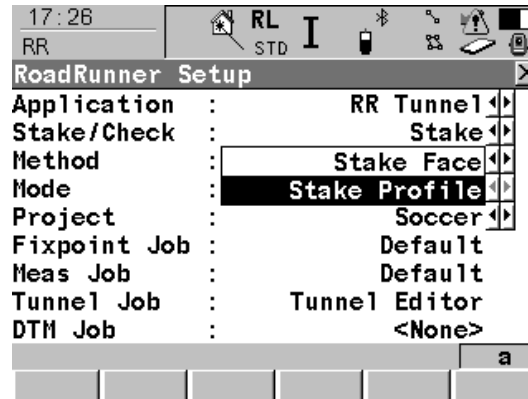 17:26
RR
RL
STD
I
RoadRunner Setup
Application : RR Tunnel
Stake/Check : Stake
Method : Stake Face
Mode Stake Profile
Project : Soccer
Fixpoint Job : Default
Meas Job : Default
Tunnel Job : Tunnel Editor
DTM Job : <None>
a